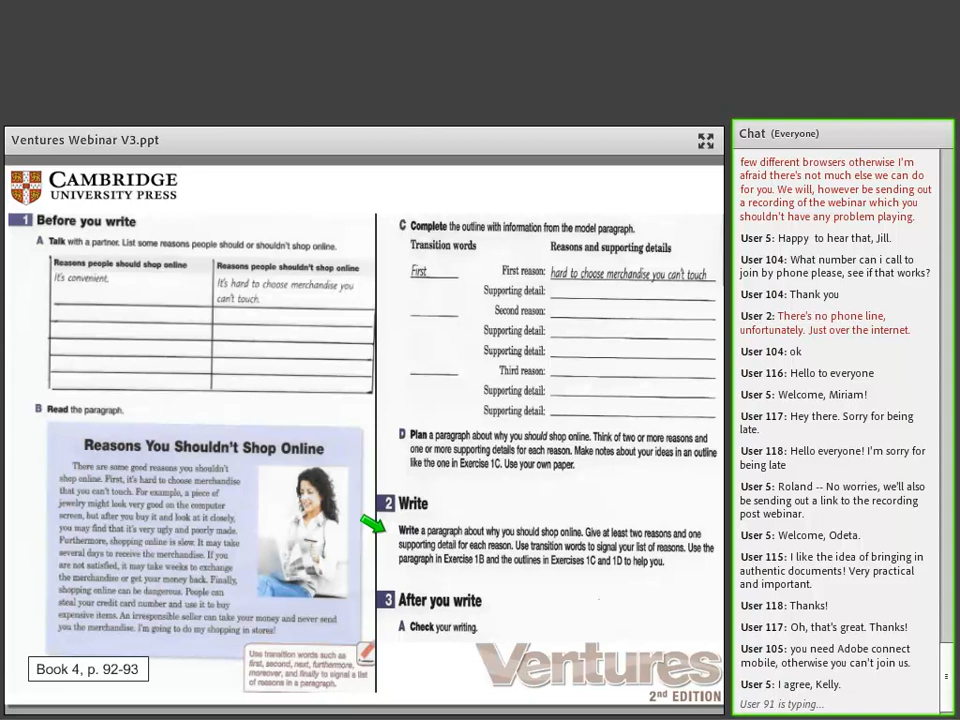 Ventures Webinar V3.ppt
CAMBRIDGE
UNIVERSITY PRESS
1 Before you write
A Talk with a partner. List some reasons people should or shouldn't shop online.
Reasons people should shop online
Reasons people shouldn't shop online
It's convenient.
It's hard to choose merchandise you
can't touch.
B Read the paragraph.
Reasons You Shouldn't Shop Online
There are some good reasons you shouldn't
shop online. First, it's hard to choose merchandise
that you can't touch. For example, a piece of
jewelry might look very good on the computer
screen, but after you buy it and look at it closely,
you may find that it's very ugly and poorly made.
Furthermore, shopping online is slow. It may take
several days to receive the merchandise. If you
are not satisfied, it may take weeks to exchange
the merchandise or get your money back. Finally,
shopping online can be dangerous. People can
steal your credit card number and use it to buy
expensive items. An irresponsible seller can take your money and never send
you the merchandise. I'm going to do my shopping in stores!
Use transition words such as
first, second, next, furthermore,
moreover, and finally to signal a list
of reasons in a paragraph.
Book 4, p. 92-93
C Complete the outline with information from the model paragraph.
Transition words
Reasons and supporting details
First
First reason: hard to choose merchandise you can't touch
Supporting detail:
Second reason:
Supporting detail:
Supporting detail:
Third reason:
Supporting detail:
Supporting detail:
D Plan a paragraph about why you should shop online. Think of two or more reasons and
one or more supporting details for each reason. Make notes about your ideas in an outline
like the one in Exercise 1C. Use your own paper.
2 Write
Write a paragraph about why you should shop online. Give at least two reasons and one
supporting detail for each reason. Use transition words to signal your list of reasons. Use the
paragraph in Exercise 1B and the outlines in Exercise 1C and 1D to help you.
3 After you write
A Check your writing.
Ventures
2nd EDITION
Chat (Everyone)
few different browsers otherwise I'm
afraid there's not much else we can do
for you. We will, however be sending out
a recording of the webinar which you
shouldn't have any problem playing.
User 5: Happy to hear that, Jill.
User 104: What number can i call to
join by phone please, see if that works?
User 104: Thank you
User 2: There's no phone line,
unfortunately. Just over the internet.
User 104: ok
User 116: Hello to everyone
User 5: Welcome, Miriam!
User 117: Hey there. Sorry for being
late.
User 118: Hello everyone! I'm sorry for
being late
User 5: Roland -- No worries, we'll also
be sending out a link to the recording
post webinar.
User 5: Welcome, Odeta.
User 115: I like the idea of bringing in
authentic documents! Very practical
and important.
User 118: Thanks!
User 117: Oh, that's great. Thanks!
User 105: you need Adobe connect
mobile, otherwise you can't join us.
User 5: I agree, Kelly.
User 91 is typing...